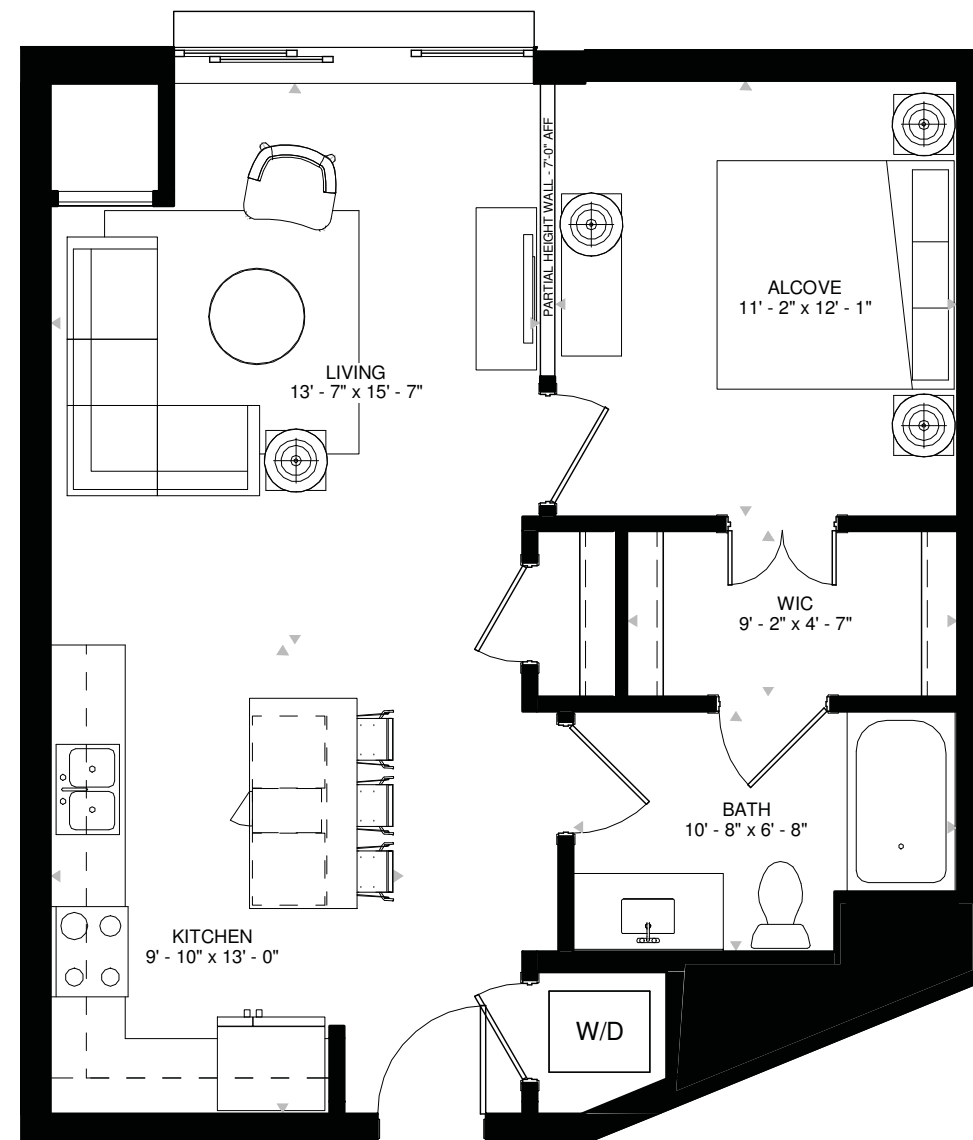 PARTIAL HEIGHT WALL - 7'-0" AFF
ALCOVE
11' - 2" x 12' - 1"
LIVING
13' - 7" x 15' - 7"
WIC
9' - 2" x 4' - 7"
BATH
10' - 8" x 6' - 8"
KITCHEN
9' - 10" x 13' - 0"
W/D